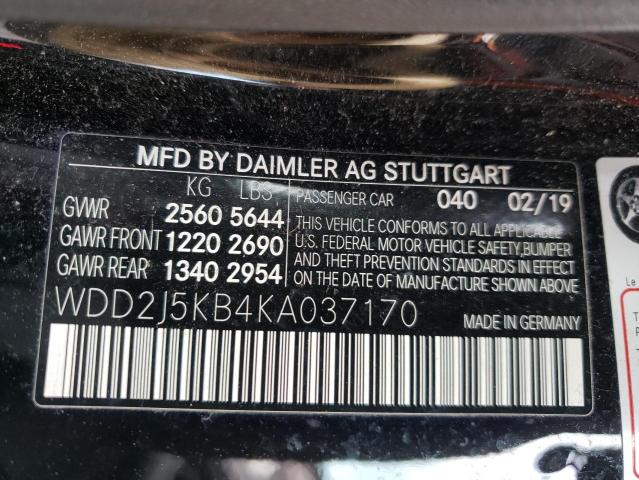 MFD BY DAIMLER AG STUTTGART
KG LBS PASSENGER CAR 040 02/19
GVWR 2560 5644
GAWR FRONT 1220 2690
GAWR REAR 1340 2954
THIS VEHICLE CONFORMS TO ALL APPLICABLE
U.S. FEDERAL MOTOR VEHICLE SAFETY, BUMPER
AND THEFT PREVENTION STANDARDS IN EFFECT
ON THE DATE OF MANUFACTURE SHOWN ABOVE
WDD2J5KB4KA037170 MADE IN GERMANY